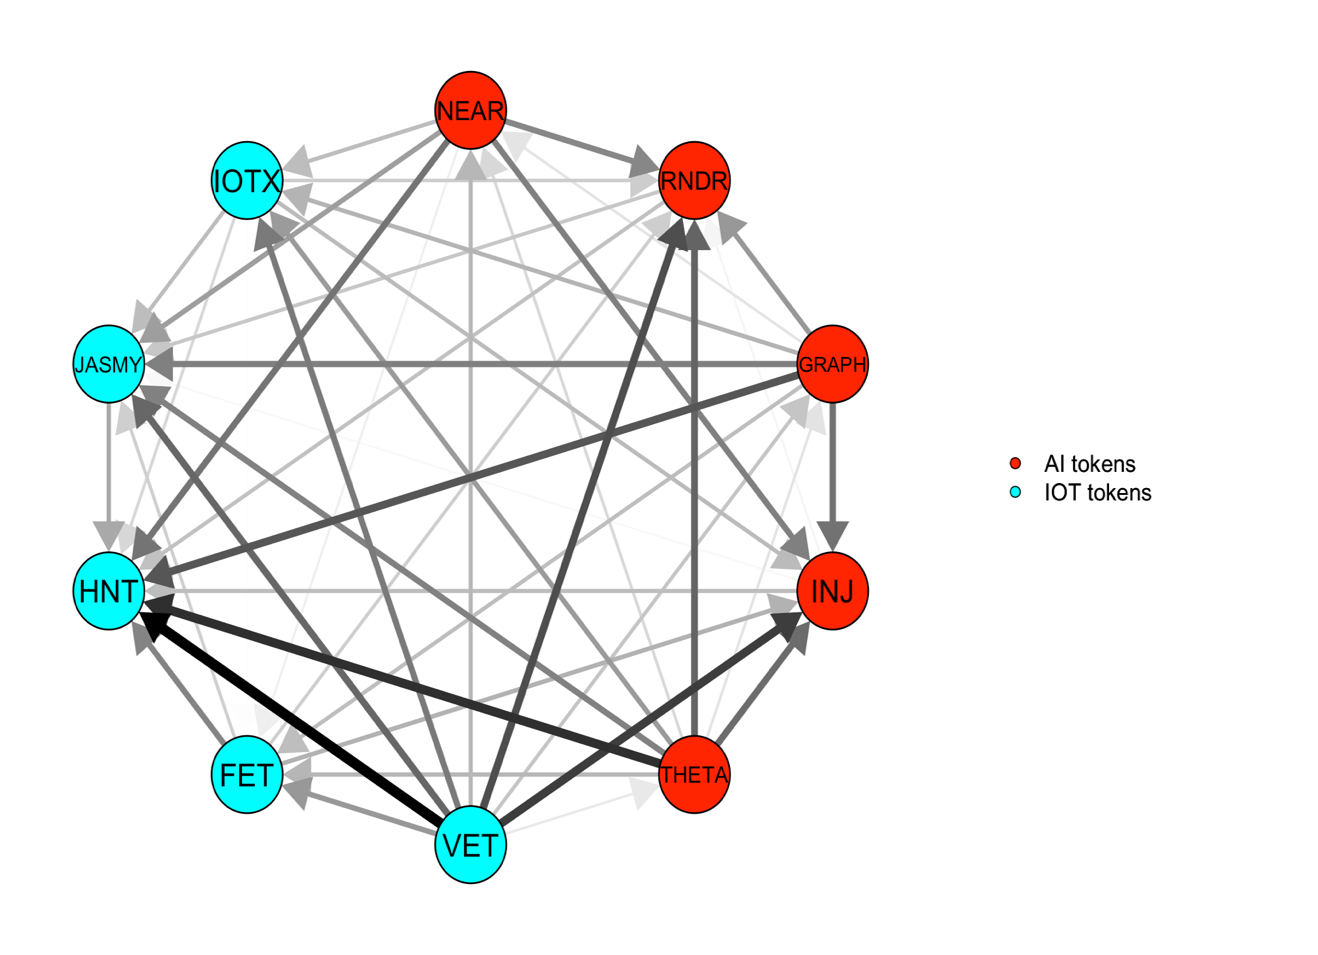 NEAR
IOTX
RNDR
JASMY
GRAPH
AI tokens
IOT tokens
HNT
INJ
FET
THETA
VET